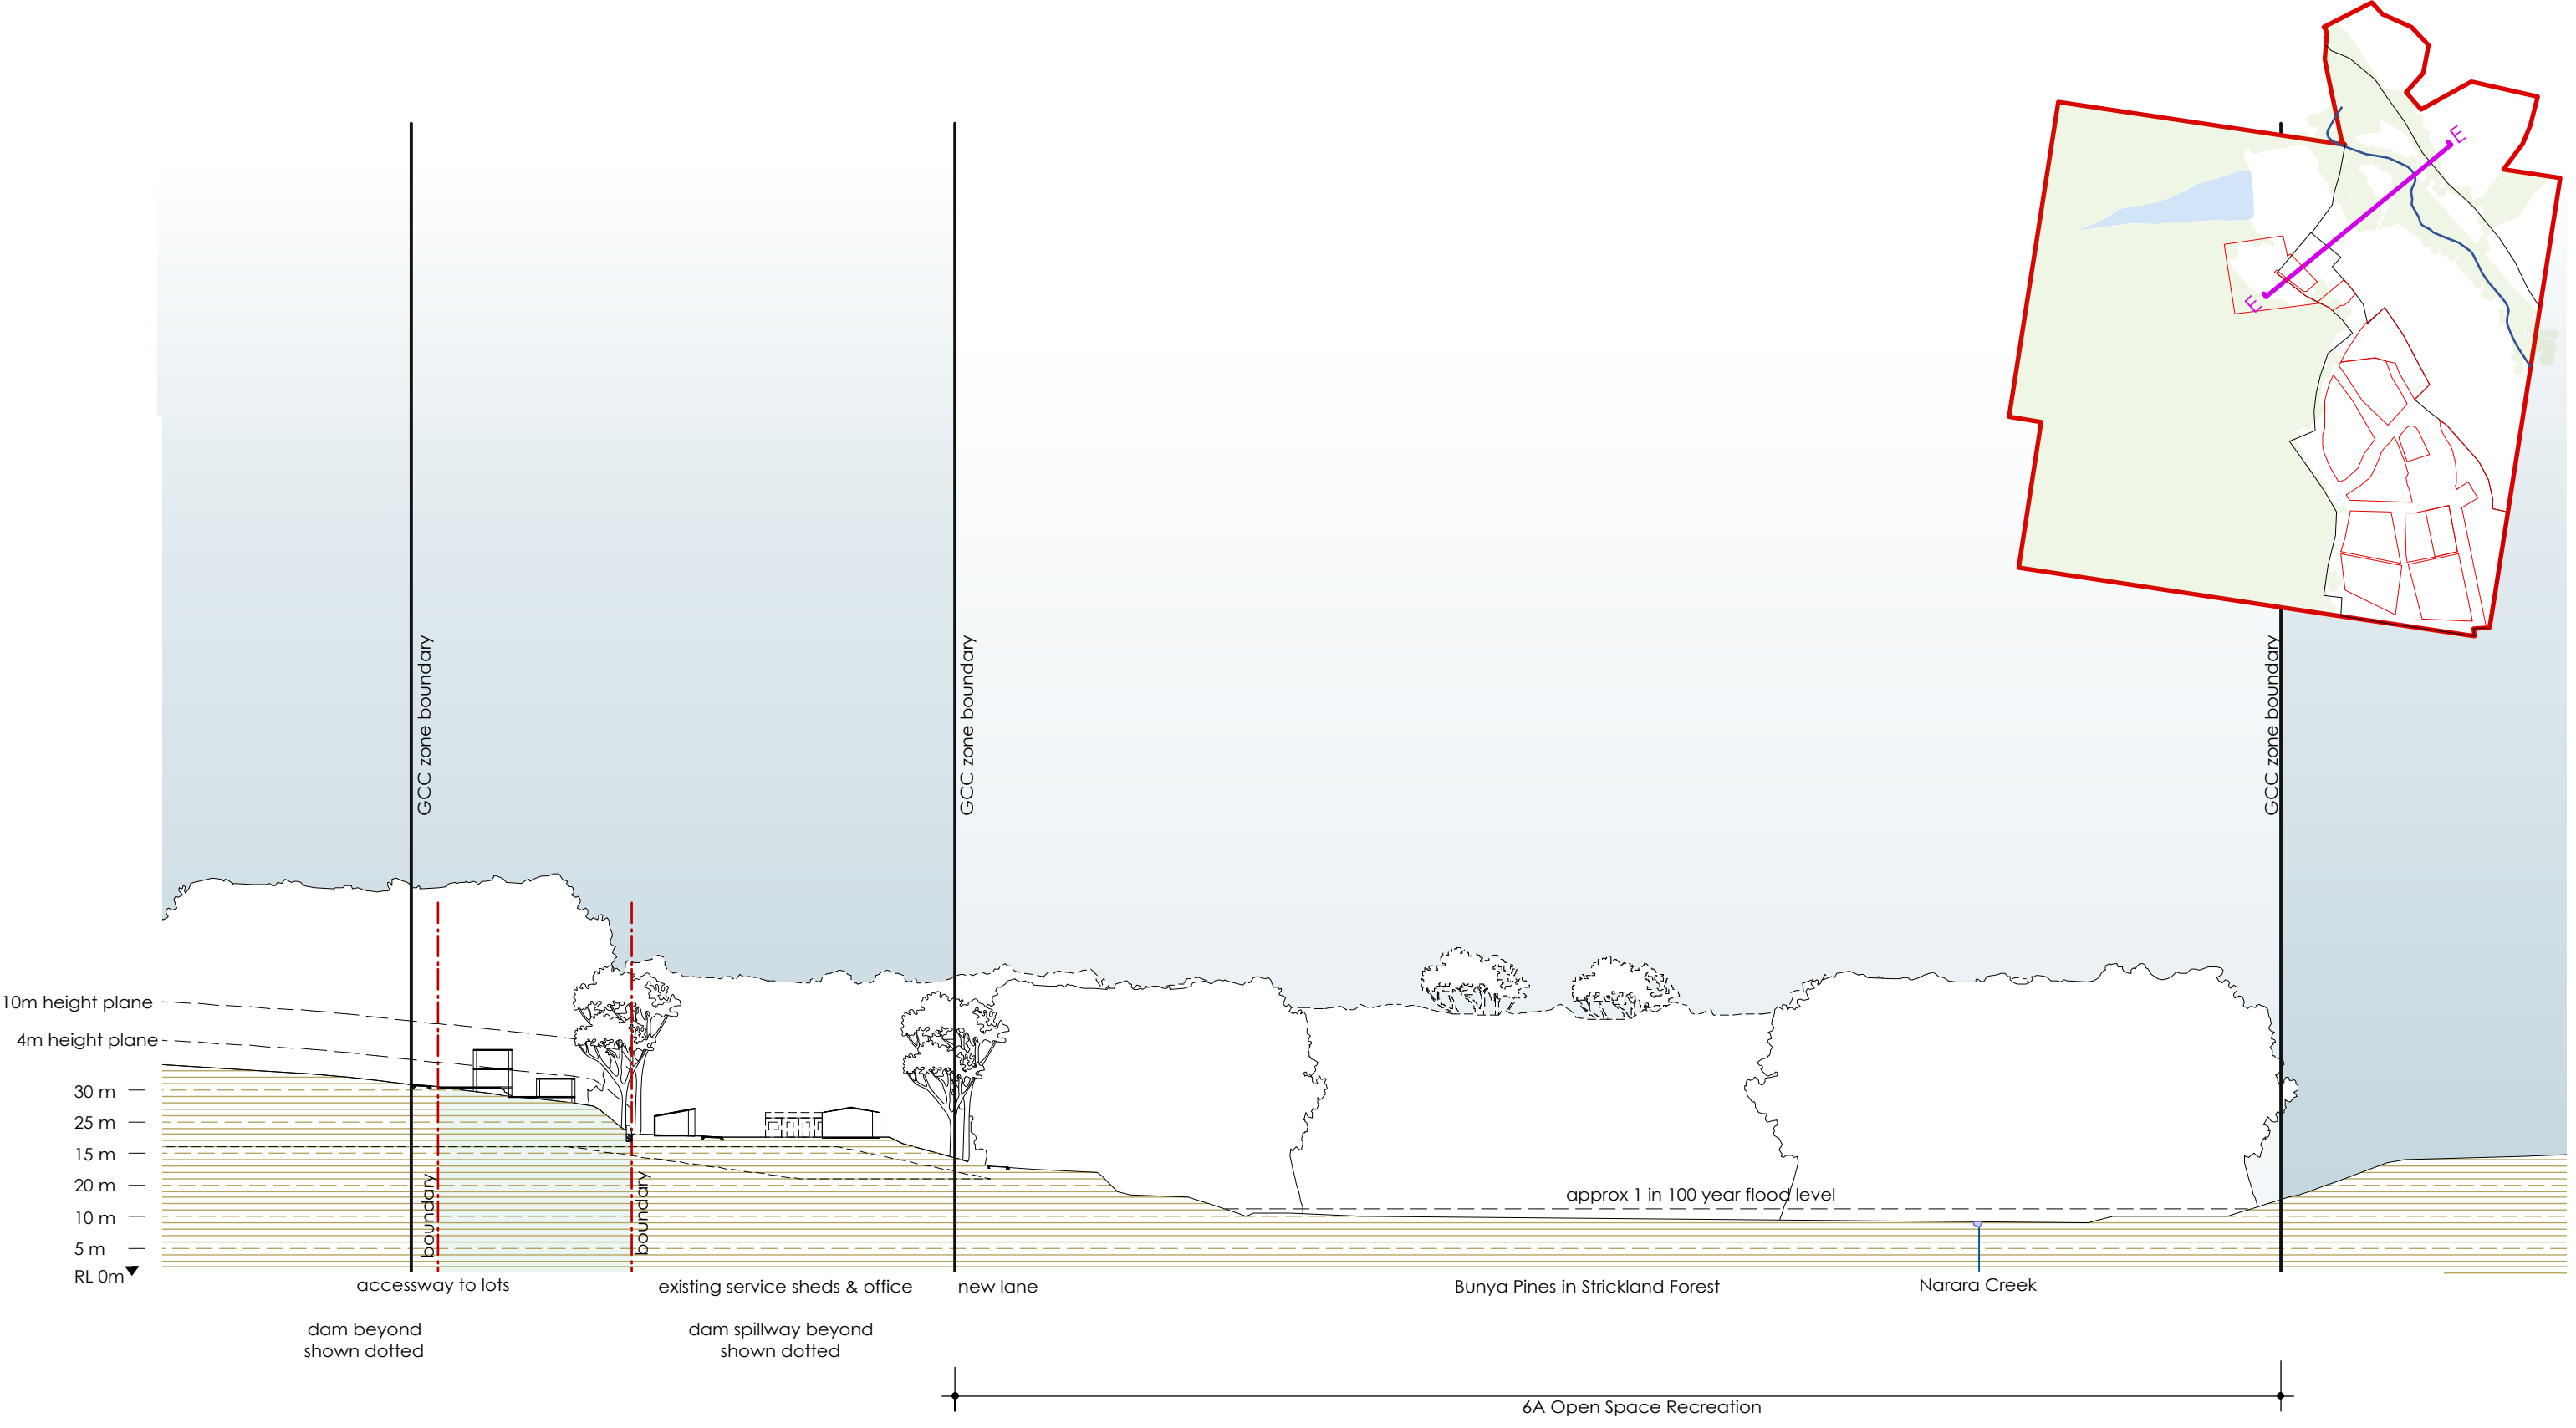 E
E
GCC zone boundary
GCC zone boundary
GCC zone boundary
10m height plane
4m height plane
30 m
25 m
15 m
20 m
10 m
5 m
RL 0m
boundary
boundary
approx 1 in 100 year flood level
accessway to lots
existing service sheds & office
new lane
Bunya Pines in Strickland Forest
Narara Creek
dam beyond
shown dotted
dam spillway beyond
shown dotted
6A Open Space Recreation